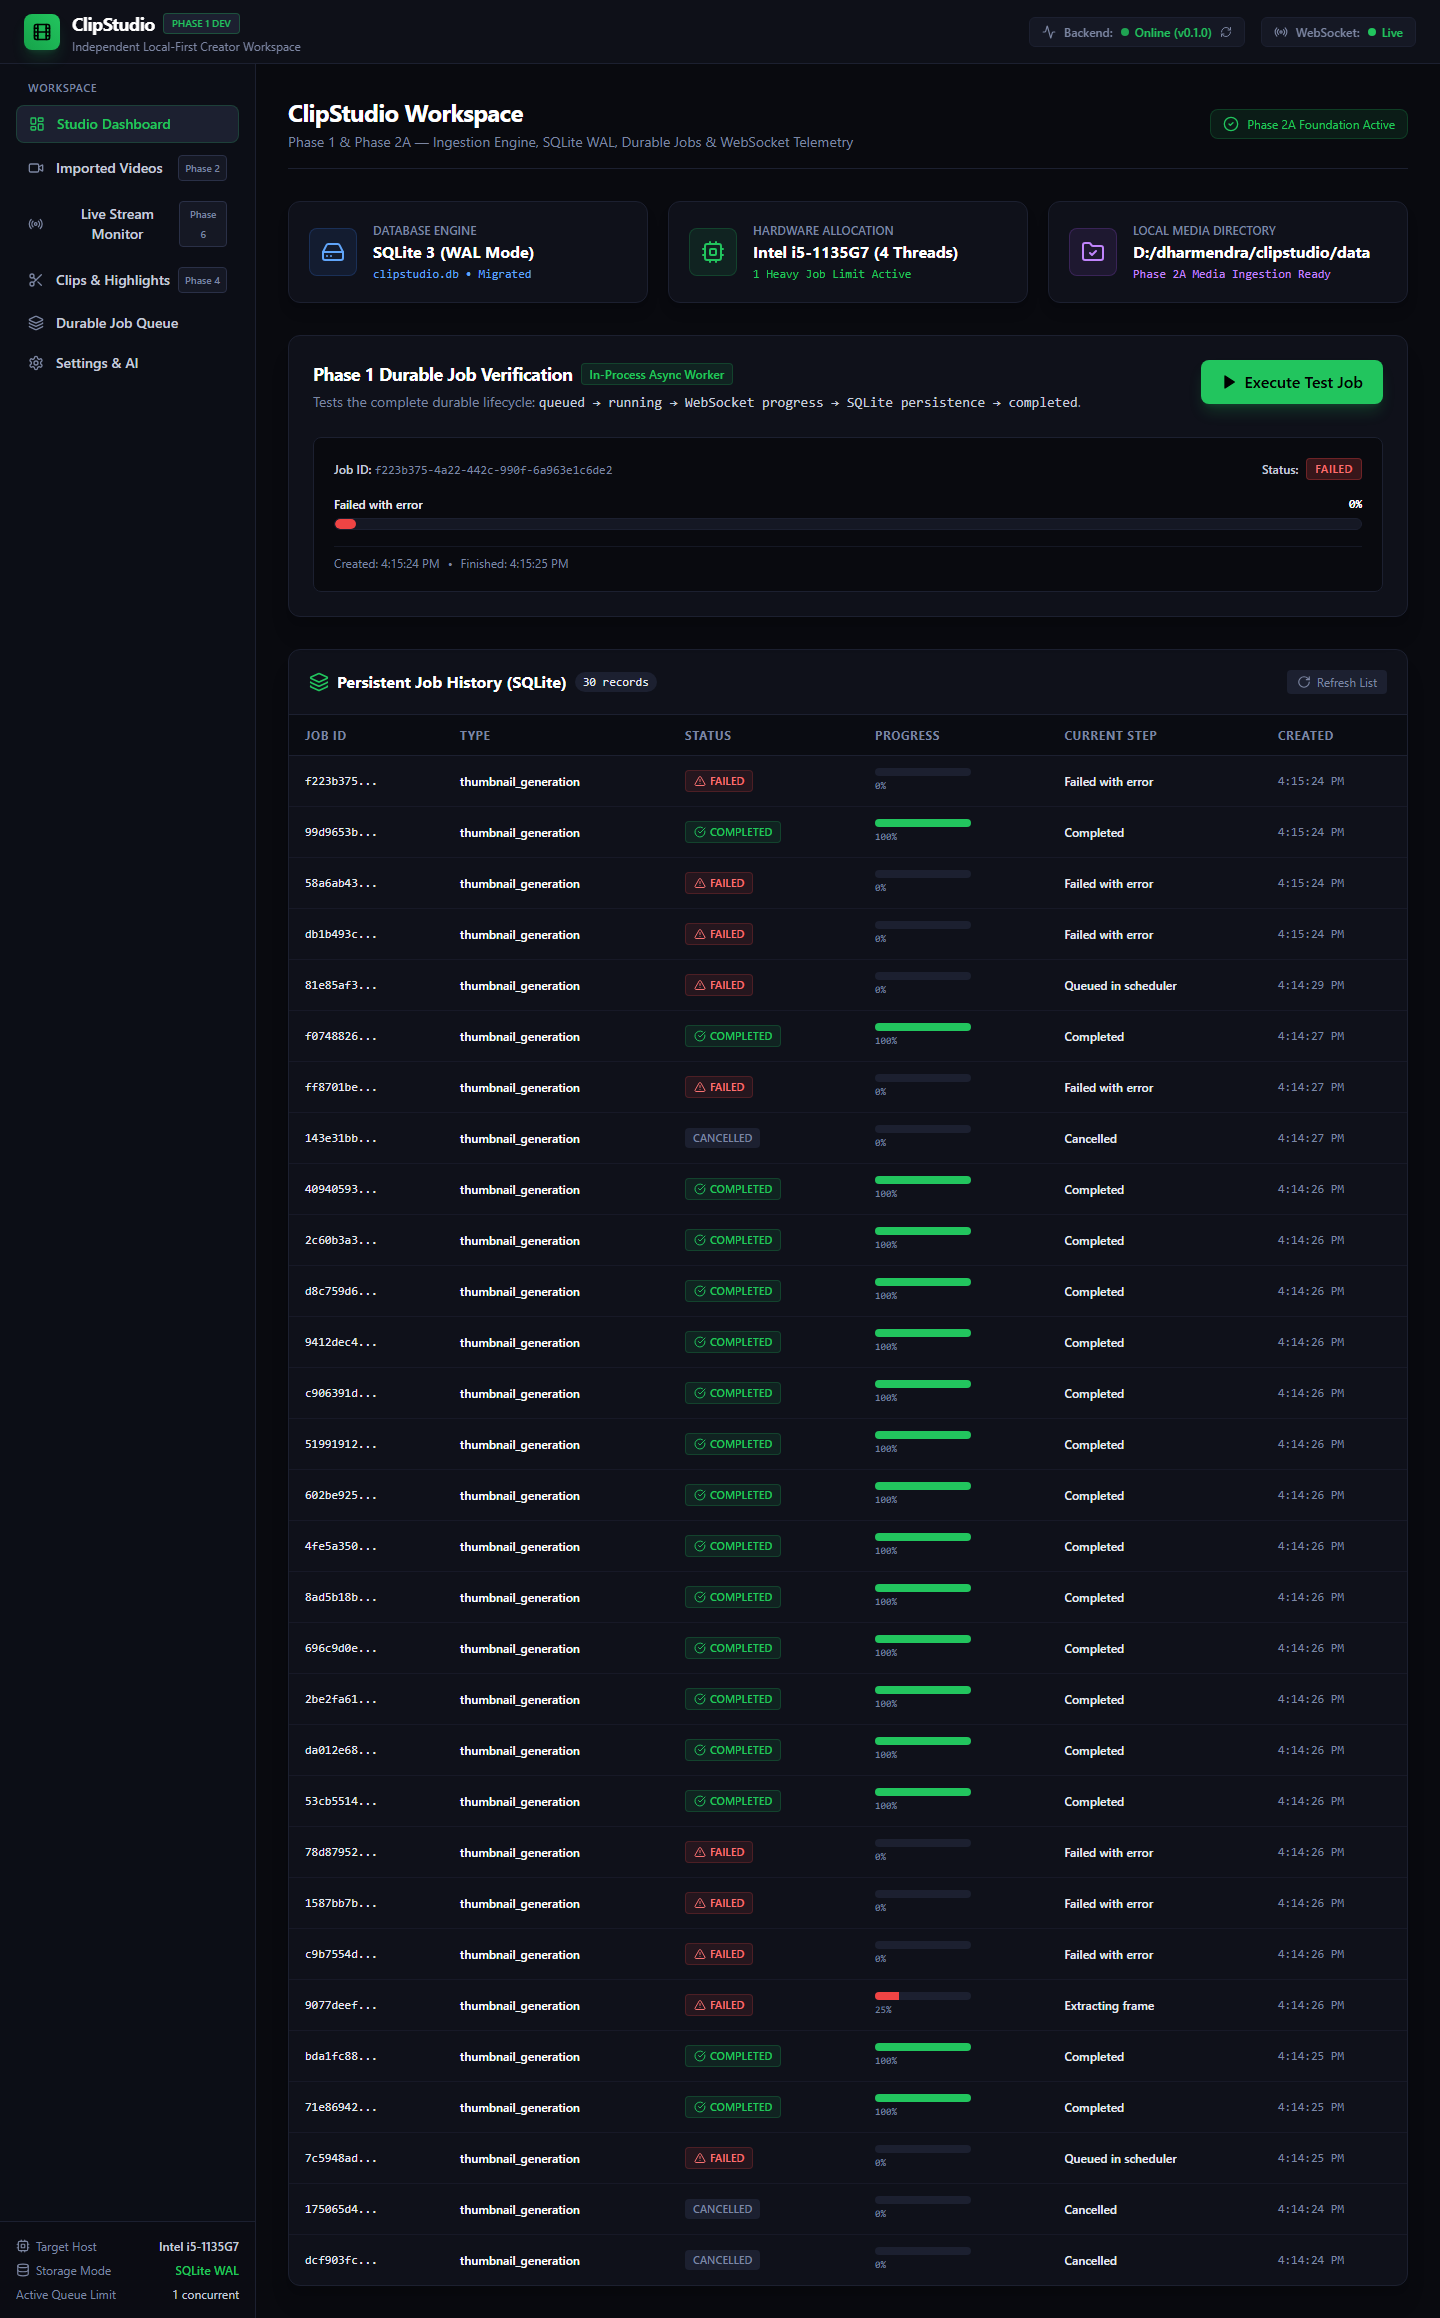 ClipStudio PHASE 1 DEV
Independent Local-First Creator Workspace
Backend: Online (v0.1.0)
WebSocket: Live
WORKSPACE
Studio Dashboard
Imported Videos Phase 2
Live Stream Monitor Phase 6
Clips & Highlights Phase 4
Durable Job Queue
Settings & AI
ClipStudio Workspace
Phase 1 & Phase 2A — Ingestion Engine, SQLite WAL, Durable Jobs & WebSocket Telemetry
Phase 2A Foundation Active
DATABASE ENGINE
SQLite 3 (WAL Mode)
clipstudio.db • Migrated
HARDWARE ALLOCATION
Intel i5-1135G7 (4 Threads)
1 Heavy Job Limit Active
LOCAL MEDIA DIRECTORY
D:/dharmendra/clipstudio/data
Phase 2A Media Ingestion Ready
Phase 1 Durable Job Verification In-Process Async Worker
Tests the complete durable lifecycle: queued → running → WebSocket progress → SQLite persistence → completed.
Execute Test Job
Job ID: f223b375-4a22-442c-990f-6a963e1c6de2
Status: FAILED
Failed with error 0%
Created: 4:15:24 PM • Finished: 4:15:25 PM
Persistent Job History (SQLite) 30 records
Refresh List
JOB ID TYPE STATUS PROGRESS CURRENT STEP CREATED
f223b375... thumbnail_generation FAILED 0% Failed with error 4:15:24 PM
99d9653b... thumbnail_generation COMPLETED 100% Completed 4:15:24 PM
58a6ab43... thumbnail_generation FAILED 0% Failed with error 4:15:24 PM
db1b493c... thumbnail_generation FAILED 0% Failed with error 4:15:24 PM
81e85af3... thumbnail_generation FAILED 0% Queued in scheduler 4:14:29 PM
f0748826... thumbnail_generation COMPLETED 100% Completed 4:14:27 PM
ff8701be... thumbnail_generation FAILED 0% Failed with error 4:14:27 PM
143e31bb... thumbnail_generation CANCELLED 0% Cancelled 4:14:27 PM
40940593... thumbnail_generation COMPLETED 100% Completed 4:14:26 PM
2c60b3a3... thumbnail_generation COMPLETED 100% Completed 4:14:26 PM
d8c759d6... thumbnail_generation COMPLETED 100% Completed 4:14:26 PM
9412dec4... thumbnail_generation COMPLETED 100% Completed 4:14:26 PM
c906391d... thumbnail_generation COMPLETED 100% Completed 4:14:26 PM
51991912... thumbnail_generation COMPLETED 100% Completed 4:14:26 PM
602be925... thumbnail_generation COMPLETED 100% Completed 4:14:26 PM
4fe5a350... thumbnail_generation COMPLETED 100% Completed 4:14:26 PM
8ad5b18b... thumbnail_generation COMPLETED 100% Completed 4:14:26 PM
696c9d0e... thumbnail_generation COMPLETED 100% Completed 4:14:26 PM
2be2fa61... thumbnail_generation COMPLETED 100% Completed 4:14:26 PM
da012e68... thumbnail_generation COMPLETED 100% Completed 4:14:26 PM
53cb5514... thumbnail_generation COMPLETED 100% Completed 4:14:26 PM
78d87952... thumbnail_generation FAILED 0% Failed with error 4:14:26 PM
1587bb7b... thumbnail_generation FAILED 0% Failed with error 4:14:26 PM
c9b7554d... thumbnail_generation FAILED 0% Failed with error 4:14:26 PM
9077deef... thumbnail_generation FAILED 25% Extracting frame 4:14:26 PM
bda1fc88... thumbnail_generation COMPLETED 100% Completed 4:14:25 PM
71e86942... thumbnail_generation COMPLETED 100% Completed 4:14:25 PM
7c5948ad... thumbnail_generation FAILED 0% Queued in scheduler 4:14:25 PM
175065d4... thumbnail_generation CANCELLED 0% Cancelled 4:14:24 PM
dcf903fc... thumbnail_generation CANCELLED 0% Cancelled 4:14:24 PM
Target Host Intel i5-1135G7
Storage Mode SQLite WAL
Active Queue Limit 1 concurrent